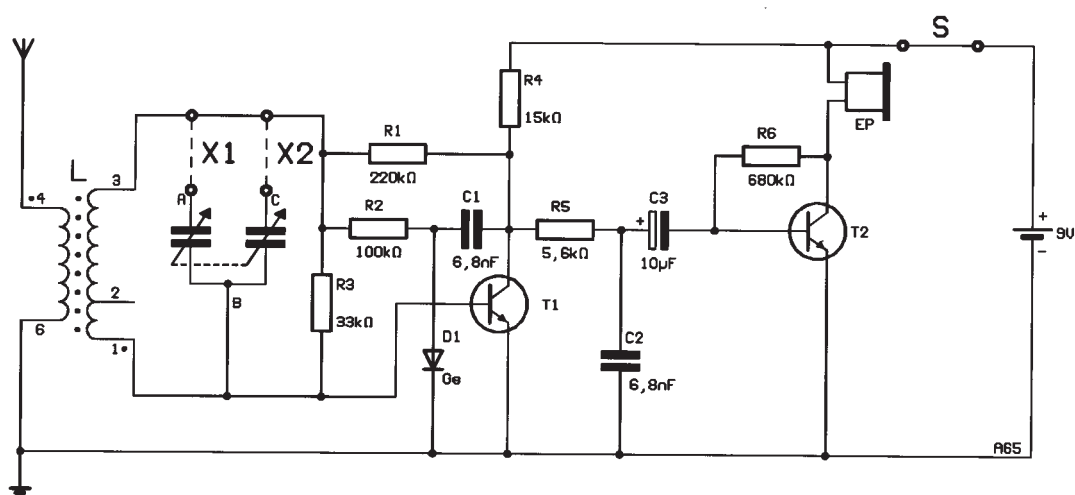 S
R4
15kΩ
EP
R1
220kΩ
R6
680kΩ
X1
X2
L
3
•4
A
C
R2
100kΩ
C1
6,8nF
R5
5,6kΩ
C3
+
10µF
T2
+
9V
-
2
B
R3
33kΩ
T1
6
1•
D1
Ge
C2
6,8nF
A65